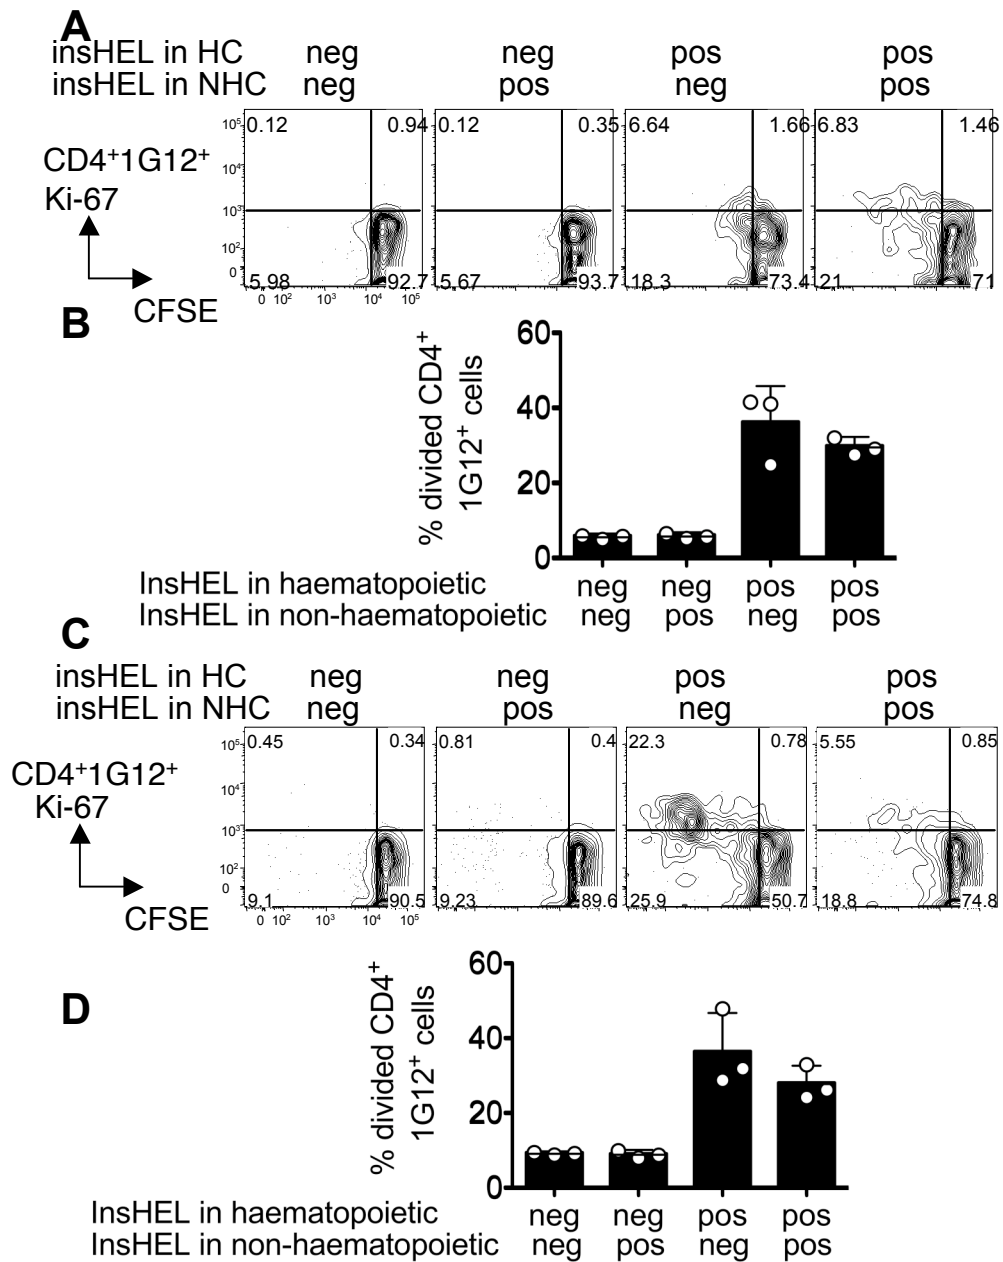 A
insHEL in HC neg neg pos pos
insHEL in NHC neg pos neg pos
10⁵ 0.12 0.94 0.12 0.35 6.64 1.66 6.83 1.46
CD4⁺1G12⁺
10⁴
Ki-67
10³
10²
0
5.98 92.7 5.67 93.7 18.3 73.4 21 71
0 10² 10³ 10⁴ 10⁵
CFSE
B
% divided CD4⁺
1G12⁺ cells
60
40
20
0
InsHEL in haematopoietic neg neg pos pos
InsHEL in non-haematopoietic neg pos neg pos
C
insHEL in HC neg neg pos pos
insHEL in NHC neg pos neg pos
10⁵ 0.45 0.34 0.81 0.4 22.3 0.78 5.55 0.85
CD4⁺1G12⁺
10⁴
Ki-67
10³
10²
0
9.1 90.5 9.23 89.6 25.9 50.7 18.8 74.8
0 10² 10³ 10⁴ 10⁵
CFSE
D
% divided CD4⁺
1G12⁺ cells
60
40
20
0
InsHEL in haematopoietic neg neg pos pos
InsHEL in non-haematopoietic neg pos neg pos